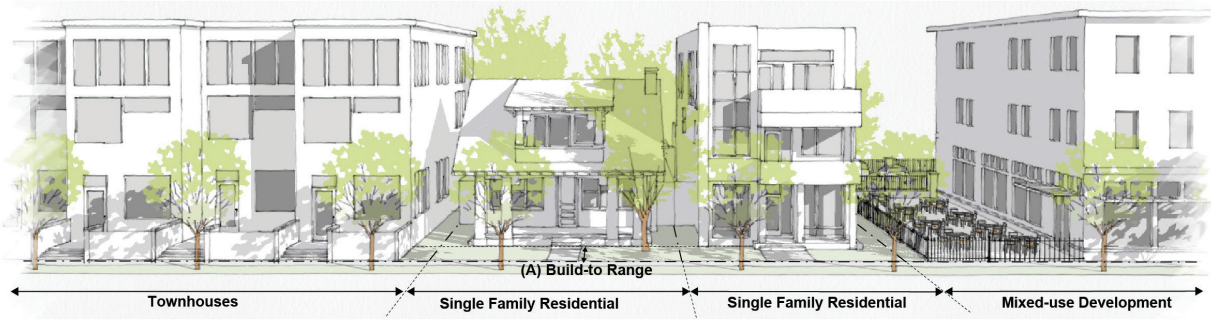 (A) Build-to Range
Townhouses
Single Family Residential
Single Family Residential
Mixed-use Development